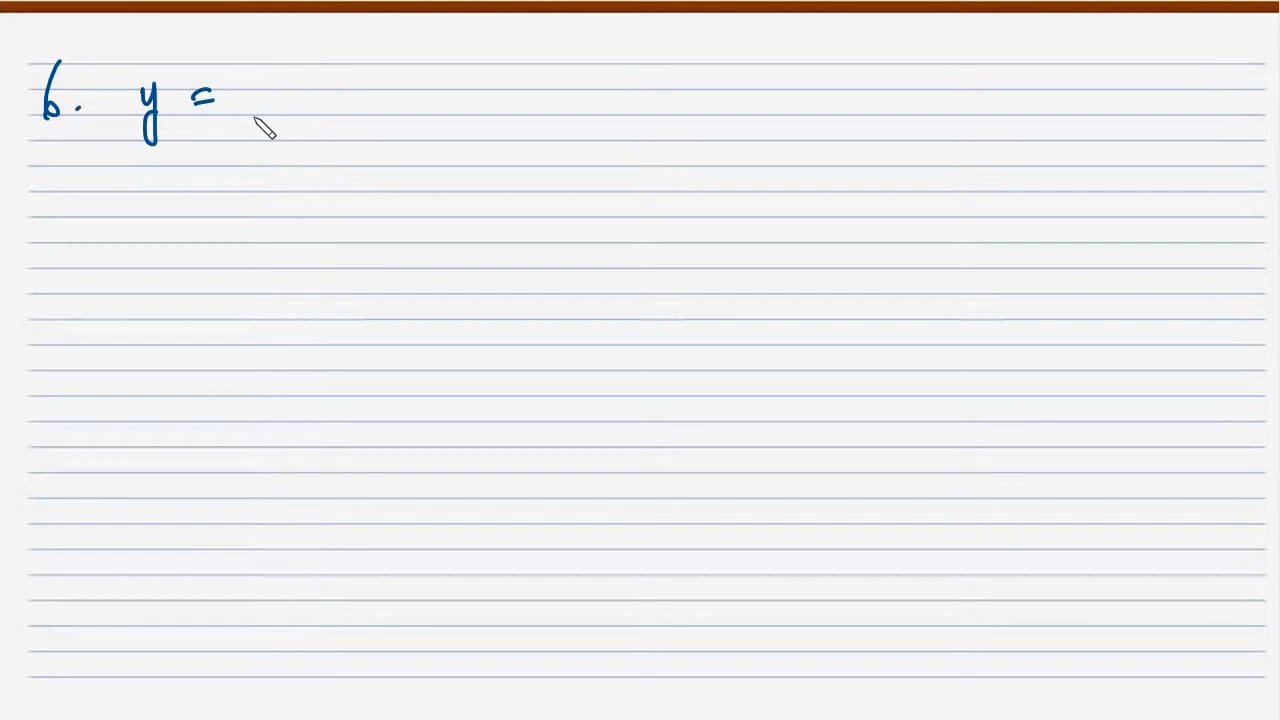 6. y =